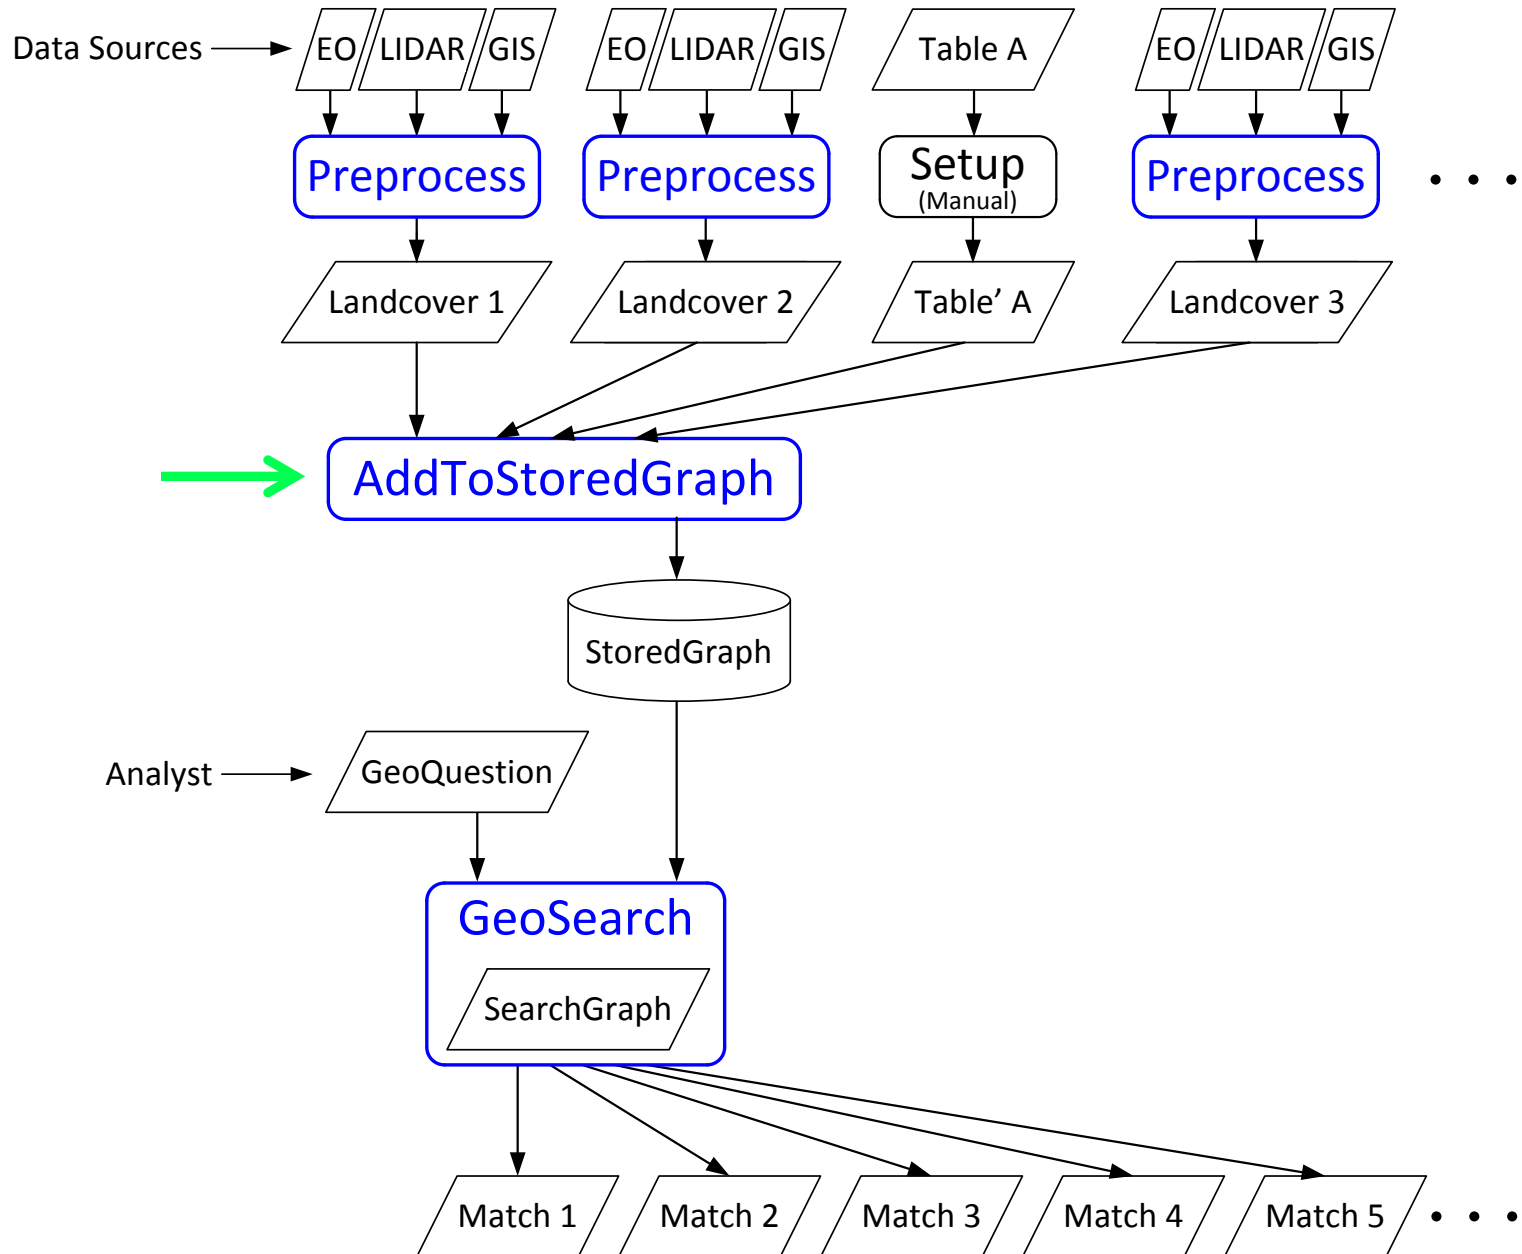 Data Sources
EO LIDAR GIS
EO LIDAR GIS
Table A
EO LIDAR GIS
Preprocess
Preprocess
Setup
(Manual)
Preprocess
. . .
Landcover 1
Landcover 2
Table’ A
Landcover 3
AddToStoredGraph
StoredGraph
Analyst
GeoQuestion
GeoSearch
SearchGraph
Match 1
Match 2
Match 3
Match 4
Match 5
. . .